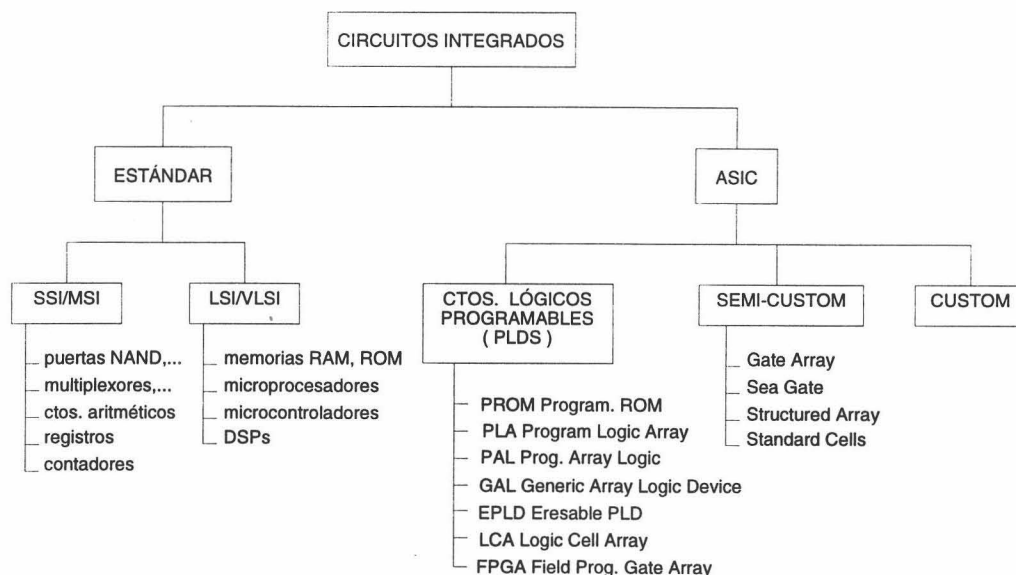 CIRCUITOS INTEGRADOS
ESTÁNDAR
ASIC
SSI/MSI
LSI/VLSI
CTOS. LÓGICOS
PROGRAMABLES
( PLDS )
SEMI-CUSTOM
CUSTOM
puertas NAND,...
multiplexores,...
ctos. aritméticos
registros
contadores
memorias RAM, ROM
microprocesadores
microcontroladores
DSPs
PROM Program. ROM
PLA Program Logic Array
PAL Prog. Array Logic
GAL Generic Array Logic Device
EPLD Eresable PLD
LCA Logic Cell Array
FPGA Field Prog. Gate Array
Gate Array
Sea Gate
Structured Array
Standard Cells